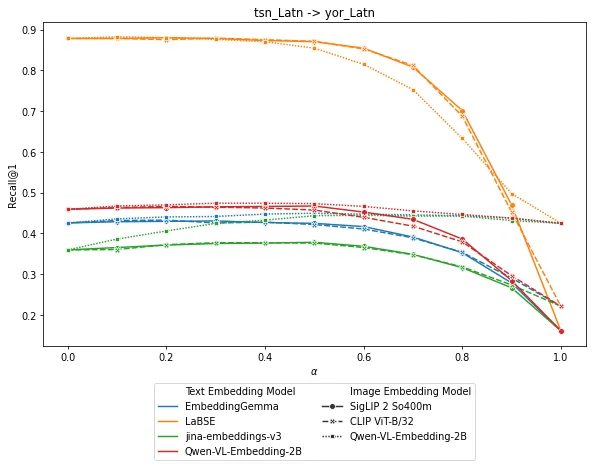 tsn_Latn -> yor_Latn
Recall@1
0.9
0.8
0.7
0.6
0.5
0.4
0.3
0.2
0.0 0.2 0.4 0.6 0.8 1.0
α
Text Embedding Model
EmbeddingGemma
LaBSE
jina-embeddings-v3
Qwen-VL-Embedding-2B
Image Embedding Model
SigLIP 2 So400m
CLIP ViT-B/32
Qwen-VL-Embedding-2B